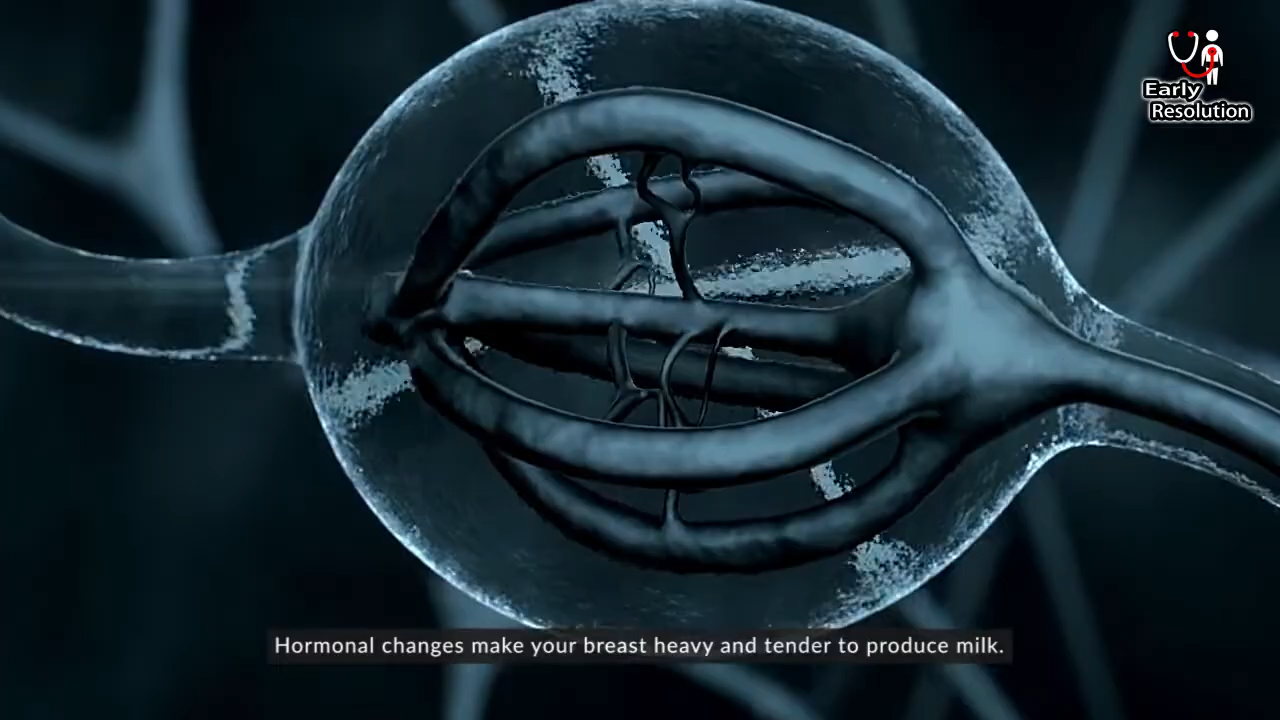 Early
Resolution
Hormonal changes make your breast heavy and tender to produce milk.